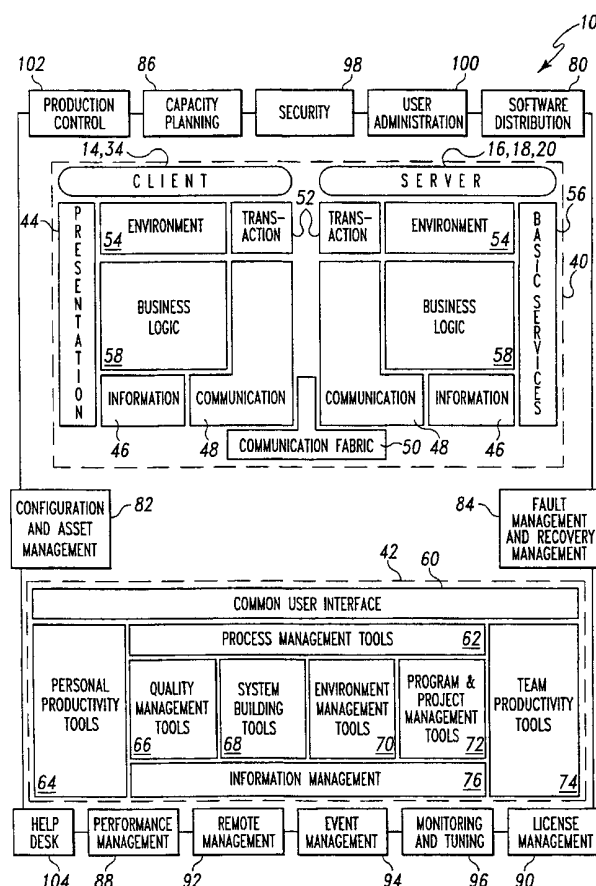 10
102
86
98
100
80
PRODUCTION
CONTROL
CAPACITY
PLANNING
SECURITY
USER
ADMINISTRATION
SOFTWARE
DISTRIBUTION
14,34
16,18,20
CLIENT
SERVER
44
52
56
40
PRESENTATION
ENVIRONMENT
54
TRANS-
ACTION
TRANS-
ACTION
ENVIRONMENT
54
BASIC SERVICES
BUSINESS
LOGIC
58
BUSINESS
LOGIC
58
INFORMATION
COMMUNICATION
COMMUNICATION
INFORMATION
46
48
COMMUNICATION FABRIC
50
48
46
82
84
CONFIGURATION
AND ASSET
MANAGEMENT
FAULT
MANAGEMENT
AND RECOVERY
MANAGEMENT
42
60
COMMON USER INTERFACE
PROCESS MANAGEMENT TOOLS
62
PERSONAL
PRODUCTIVITY
TOOLS
64
QUALITY
MANAGEMENT
TOOLS
66
SYSTEM
BUILDING
TOOLS
68
ENVIRONMENT
MANAGEMENT
TOOLS
70
PROGRAM &
PROJECT
MANAGEMENT
TOOLS
72
TEAM
PRODUCTIVITY
TOOLS
74
INFORMATION MANAGEMENT
76
HELP
DESK
PERFORMANCE
MANAGEMENT
REMOTE
MANAGEMENT
EVENT
MANAGEMENT
MONITORING
AND TUNING
LICENSE
MANAGEMENT
104
88
92
94
96
90